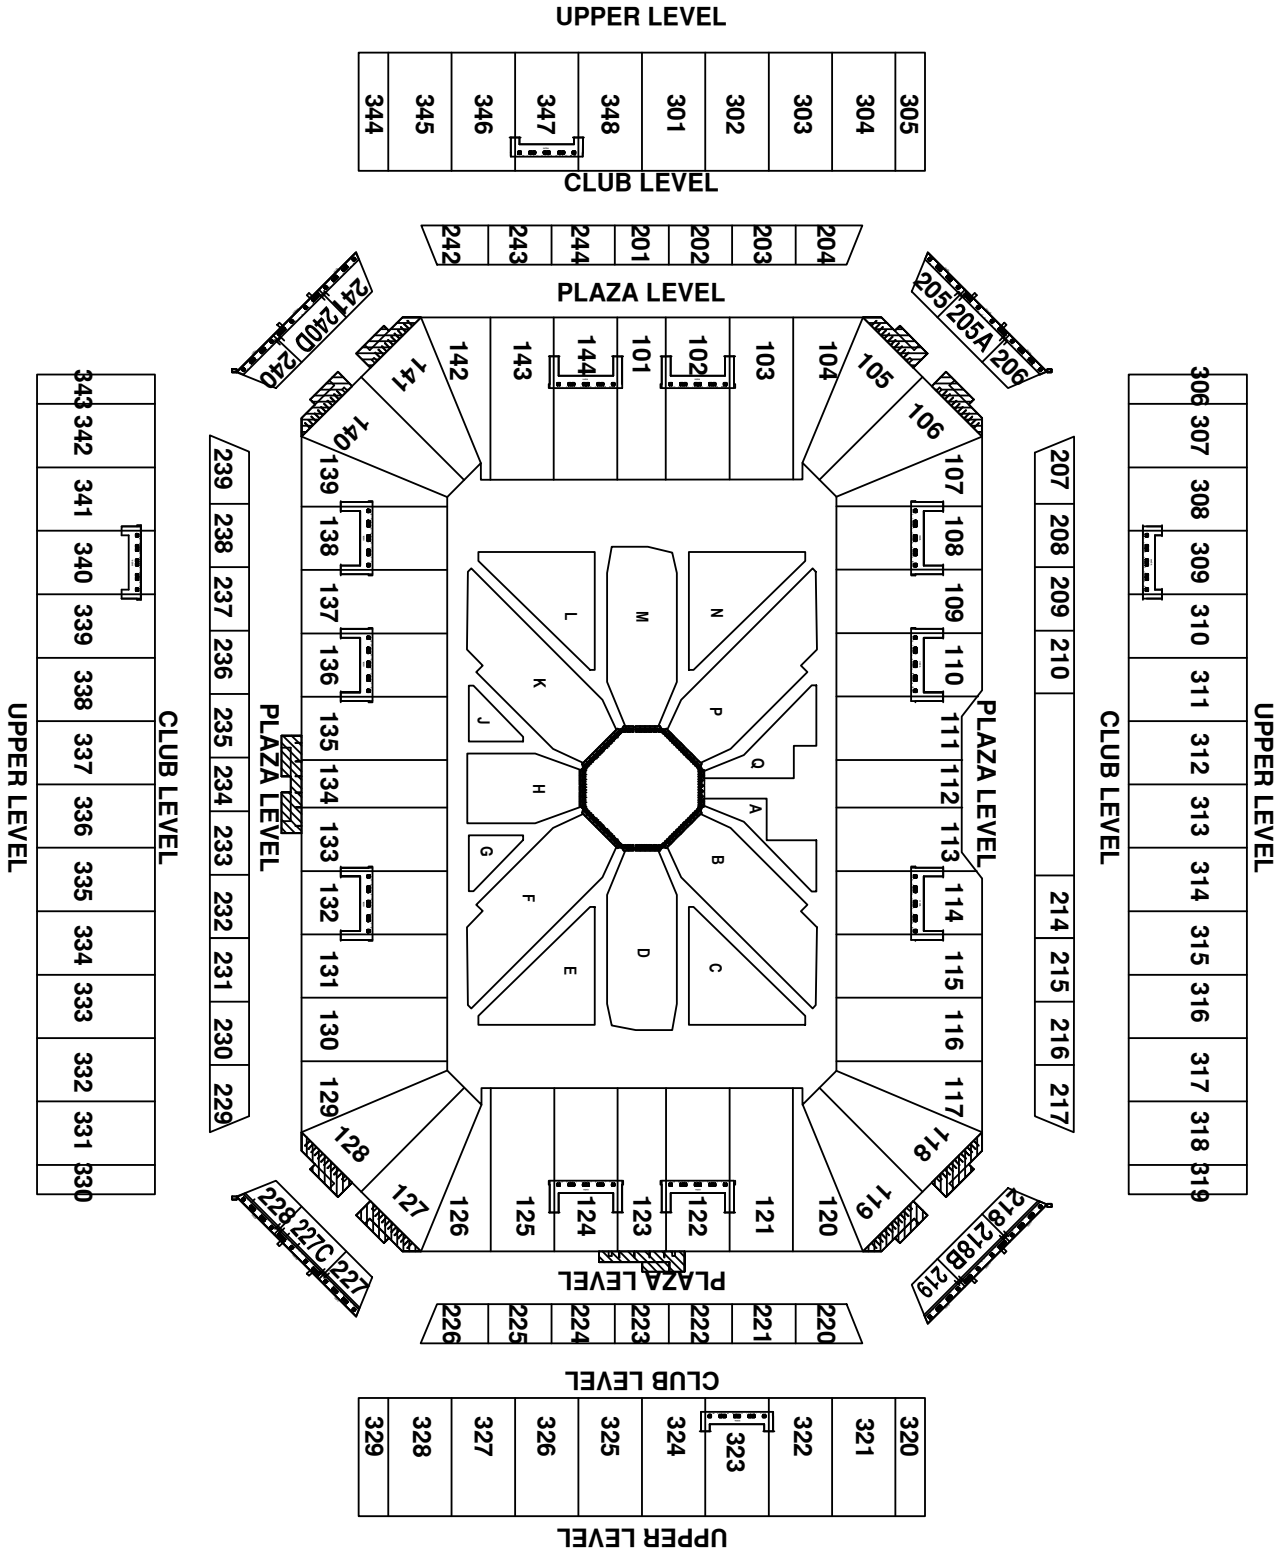 UPPER LEVEL
344 345 346 347 348 301 302 303 304 305
CLUB LEVEL
242 243 244 201 202 203 204
PLAZA LEVEL
241 240D 240
205 205A 206
142 143 144 101 102 103 104
141 140
105 106
343 342 341 340 339 338 337 336 335 334 333 332 331 330
UPPER LEVEL
CLUB LEVEL
239 238 237 236 235 234 233 232 231 230 229
PLAZA LEVEL
139 138 137 136 135 134 133 132 131 130 129
L M N
K P
J Q
H A
G B
F
E D C
107 108 109 110 111 112 113 114 115 116 117
PLAZA LEVEL
207 208 209 210 214 215 216 217
CLUB LEVEL
306 307 308 309 310 311 312 313 314 315 316 317 318 319
UPPER LEVEL
128 127
118 119
126 125 124 123 122 121 120
228 227C 227
218 218B 219
PLAZA LEVEL
226 225 224 223 222 221 220
CLUB LEVEL
329 328 327 326 325 324 323 322 321 320
UPPER LEVEL